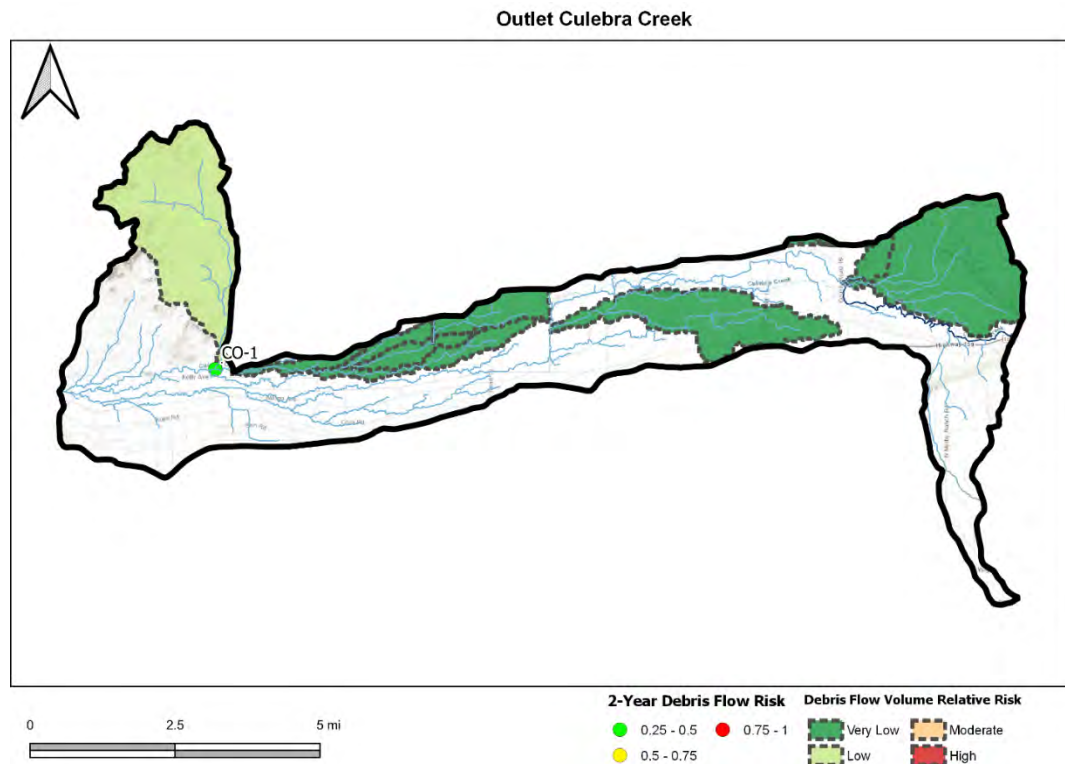 Outlet Culebra Creek
Culebra Creek
CO-1
0 2.5 5 mi
2-Year Debris Flow Risk
0.25 - 0.5
0.75 - 1
0.5 - 0.75
Debris Flow Volume Relative Risk
Very Low
Moderate
Low
High